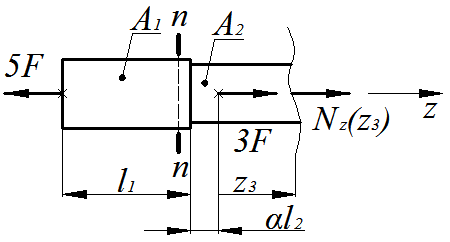 n
A₁
A₂
5F
N_z(z₃)
z
3F
n
l₁
z₃
αl₂